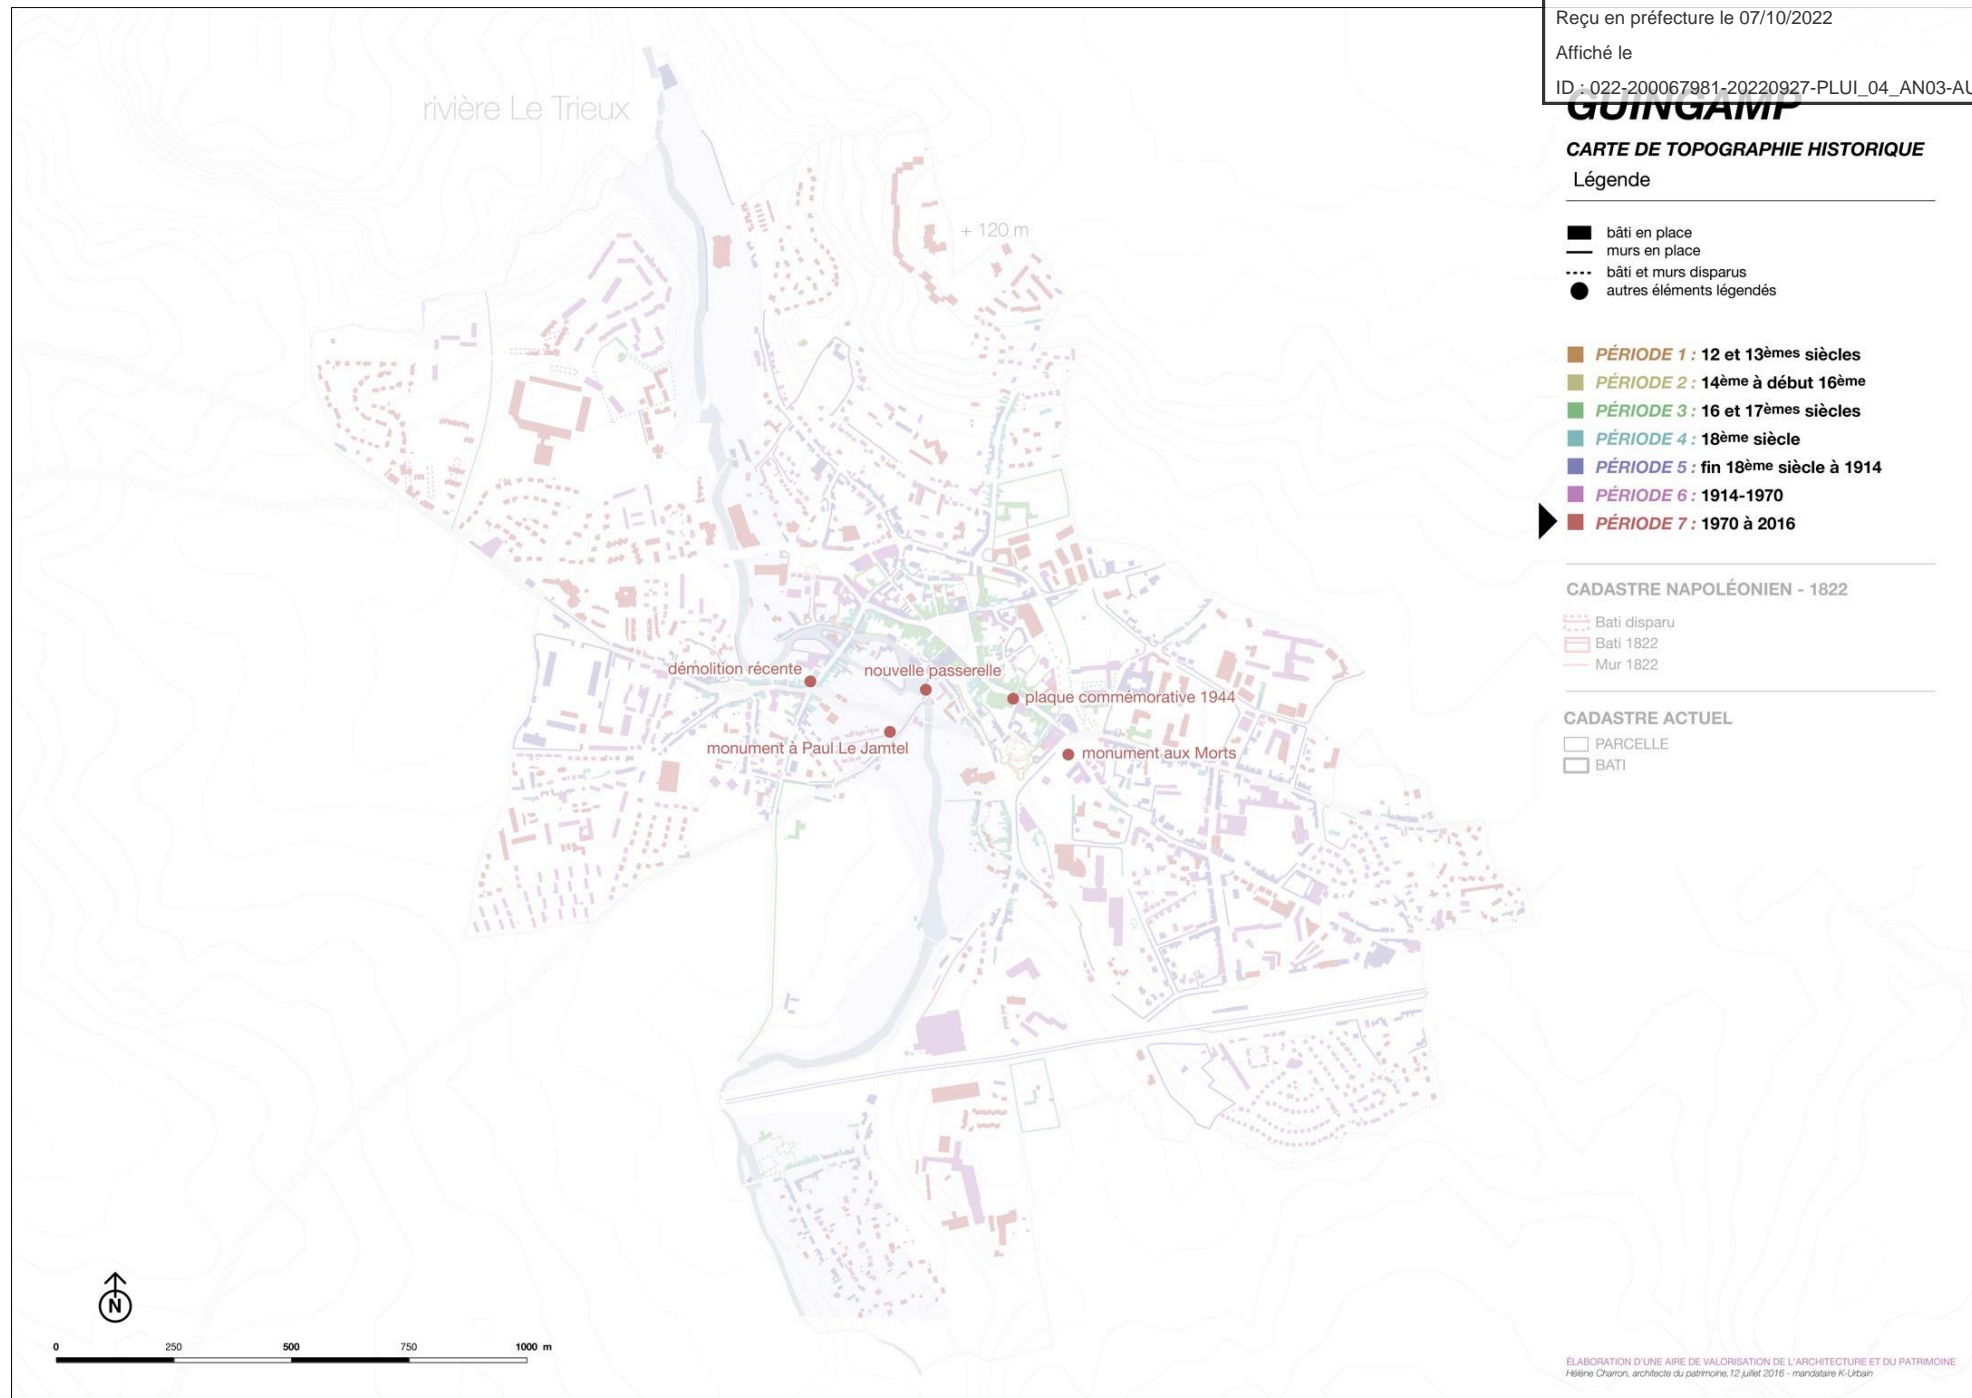 Reçu en préfecture le 07/10/2022
Affiché le
ID : 022-200067981-20220927-PLUI_04_AN03-AU
GUINGAMP
CARTE DE TOPOGRAPHIE HISTORIQUE
Légende
bâti en place
murs en place
bâti et murs disparus
autres éléments légendés
PÉRIODE 1 : 12 et 13èmes siècles
PÉRIODE 2 : 14ème à début 16ème
PÉRIODE 3 : 16 et 17èmes siècles
PÉRIODE 4 : 18ème siècle
PÉRIODE 5 : fin 18ème siècle à 1914
PÉRIODE 6 : 1914-1970
PÉRIODE 7 : 1970 à 2016
CADASTRE NAPOLÉONIEN - 1822
Bati disparu
Bati 1822
Mur 1822
CADASTRE ACTUEL
PARCELLE
BATI
rivière Le Trieux
+ 120 m
démolition récente
nouvelle passerelle
plaque commémorative 1944
monument à Paul Le Jamtel
monument aux Morts
N
0 250 500 750 1000 m
ÉLABORATION D'UNE AIRE DE VALORISATION DE L'ARCHITECTURE ET DU PATRIMOINE
Hélène Charron, architecte du patrimoine,12 juillet 2016 - mandataire K-Urbain